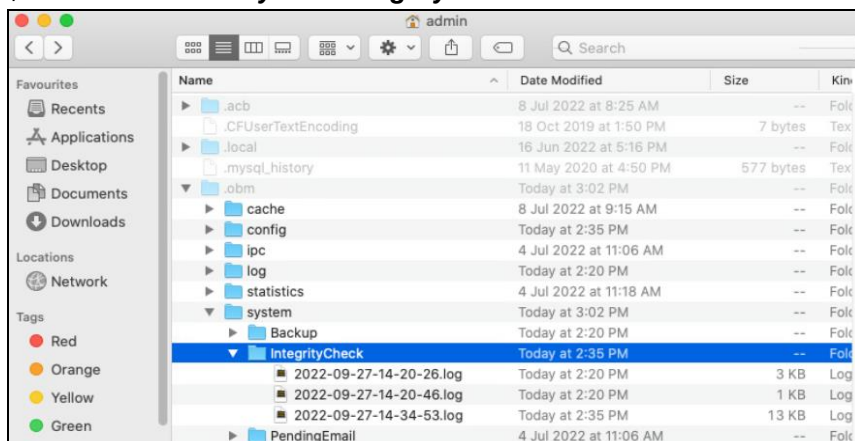 admin
Search
Favourites
Recents
Applications
Desktop
Documents
Downloads
Locations
Network
Tags
Red
Orange
Yellow
Green
Name Date Modified Size
.acb 8 Jul 2022 at 8:25 AM --
.CFUserTextEncoding 18 Oct 2019 at 1:50 PM 7 bytes
.local 16 Jun 2022 at 5:16 PM --
.mysql_history 11 May 2020 at 4:50 PM 577 bytes
.obm Today at 3:02 PM --
cache 8 Jul 2022 at 9:15 AM --
config Today at 2:35 PM --
ipc 4 Jul 2022 at 11:06 AM --
log Today at 2:20 PM --
statistics 4 Jul 2022 at 11:18 AM --
system Today at 3:02 PM --
Backup Today at 2:20 PM --
IntegrityCheck Today at 2:35 PM --
2022-09-27-14-20-26.log Today at 2:20 PM 3 KB Log
2022-09-27-14-20-46.log Today at 2:20 PM 1 KB Log
2022-09-27-14-34-53.log Today at 2:35 PM 13 KB Log
PendingEmail 4 Jul 2022 at 11:06 AM --